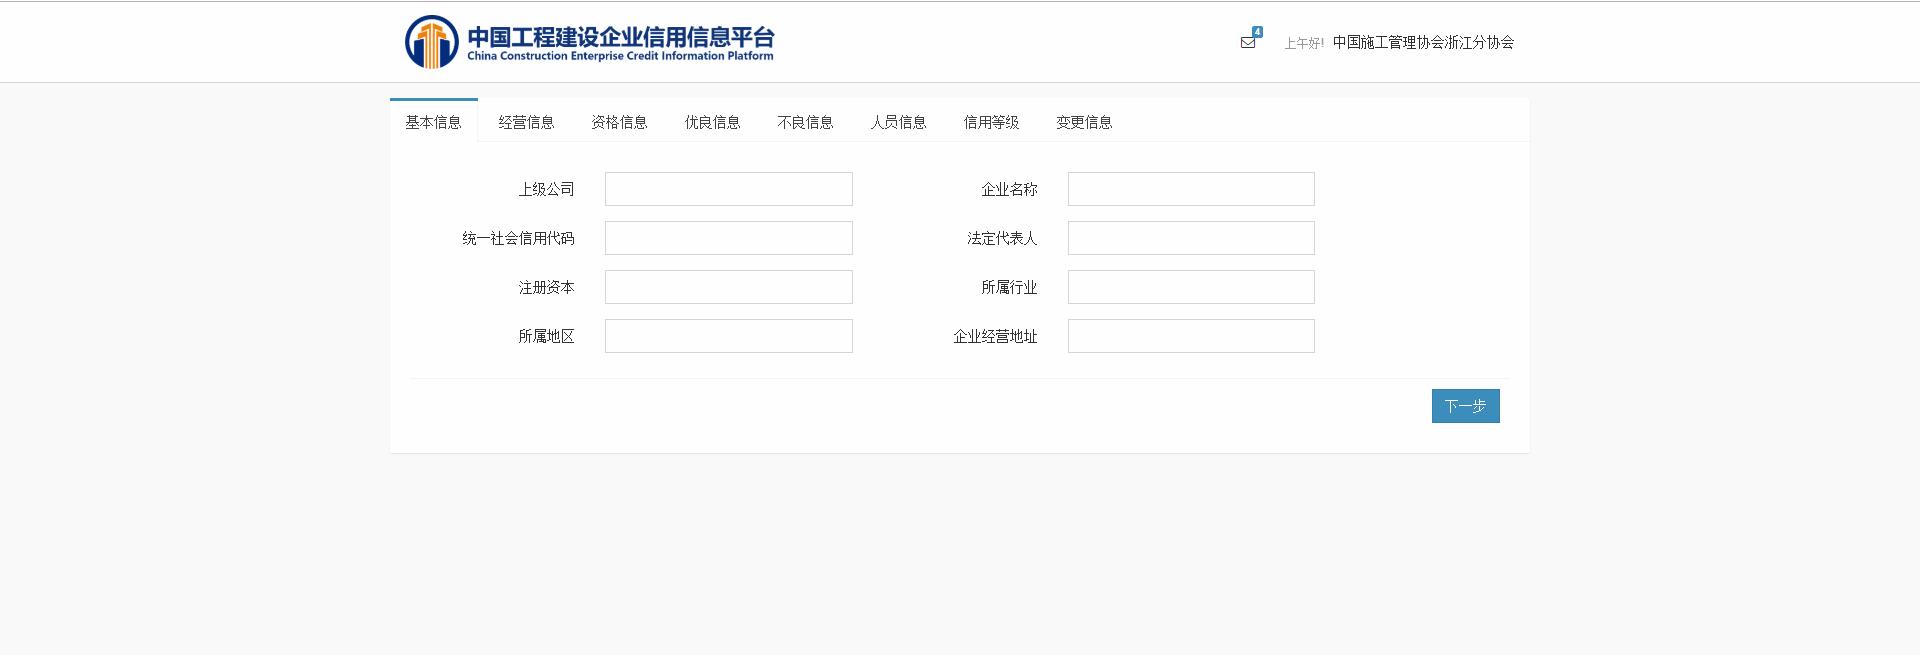 中国工程建设企业信用信息平台
China Construction Enterprise Credit Information Platform
4
上午好! 中国施工管理协会浙江分协会
基本信息 经营信息 资格信息 优良信息 不良信息 人员信息 信用等级 变更信息
上级公司 企业名称
统一社会信用代码 法定代表人
注册资本 所属行业
所属地区 企业经营地址
下一步